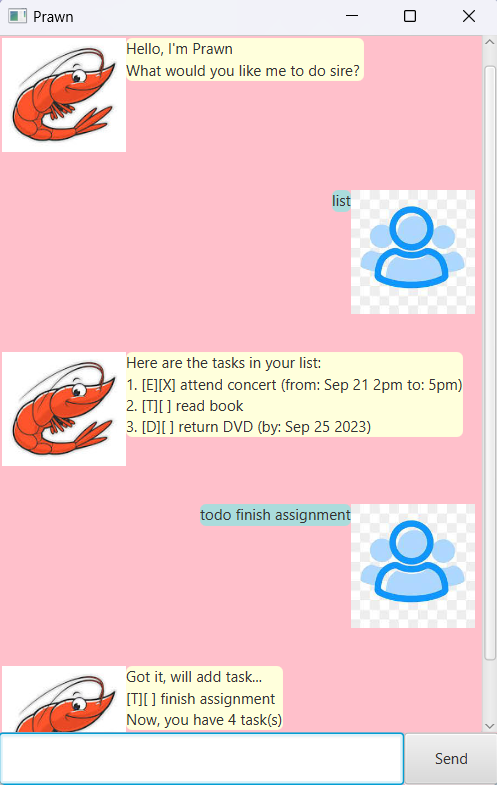 Prawn
Hello, I'm Prawn
What would you like me to do sire?
list
Here are the tasks in your list:
1. [E][X] attend concert (from: Sep 21 2pm to: 5pm)
2. [T][ ] read book
3. [D][ ] return DVD (by: Sep 25 2023)
todo finish assignment
Got it, will add task...
[T][ ] finish assignment
Now, you have 4 task(s)
Send